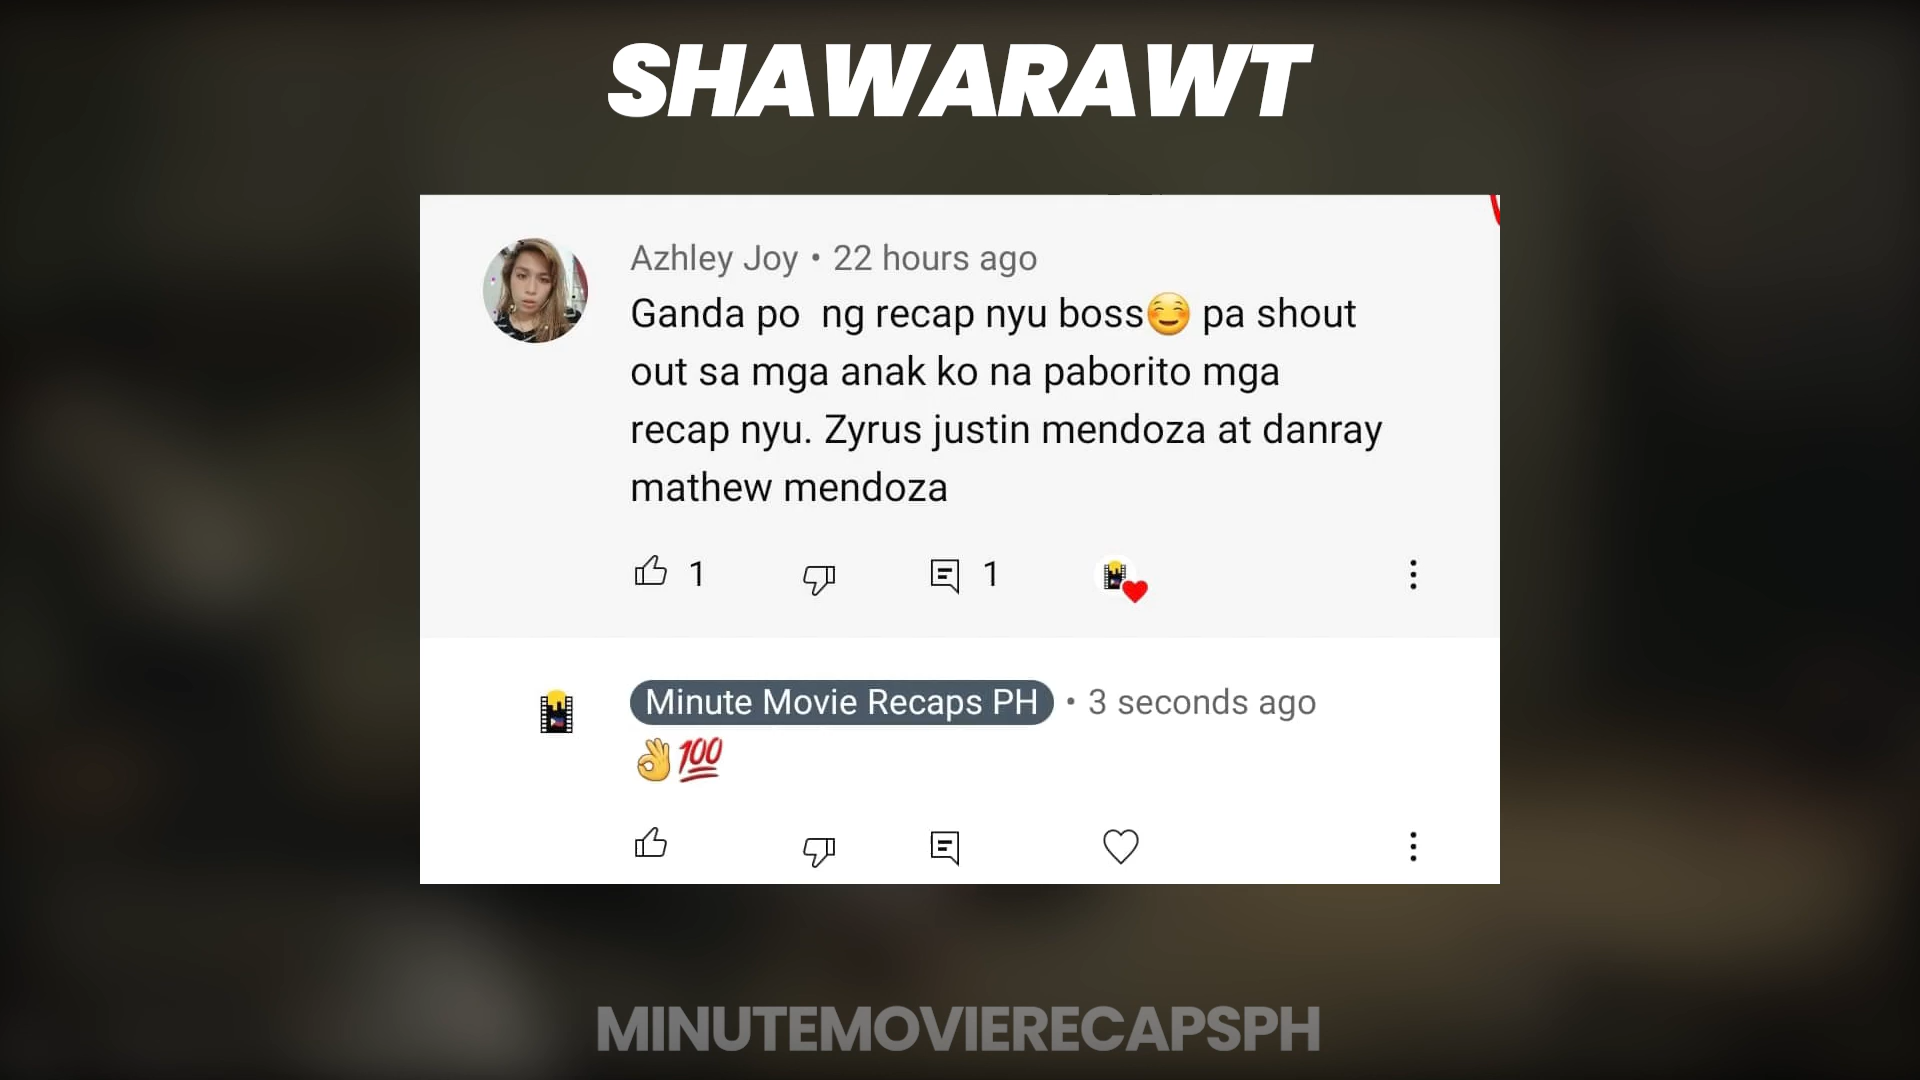 SHAWARAWT
Azhley Joy • 22 hours ago
Ganda po  ng recap nyu boss😊 pa shout
out sa mga anak ko na paborito mga
recap nyu. Zyrus justin mendoza at danray
mathew mendoza
1 1
Minute Movie Recaps PH • 3 seconds ago
👌💯
MINUTEMOVIERECAPSPH